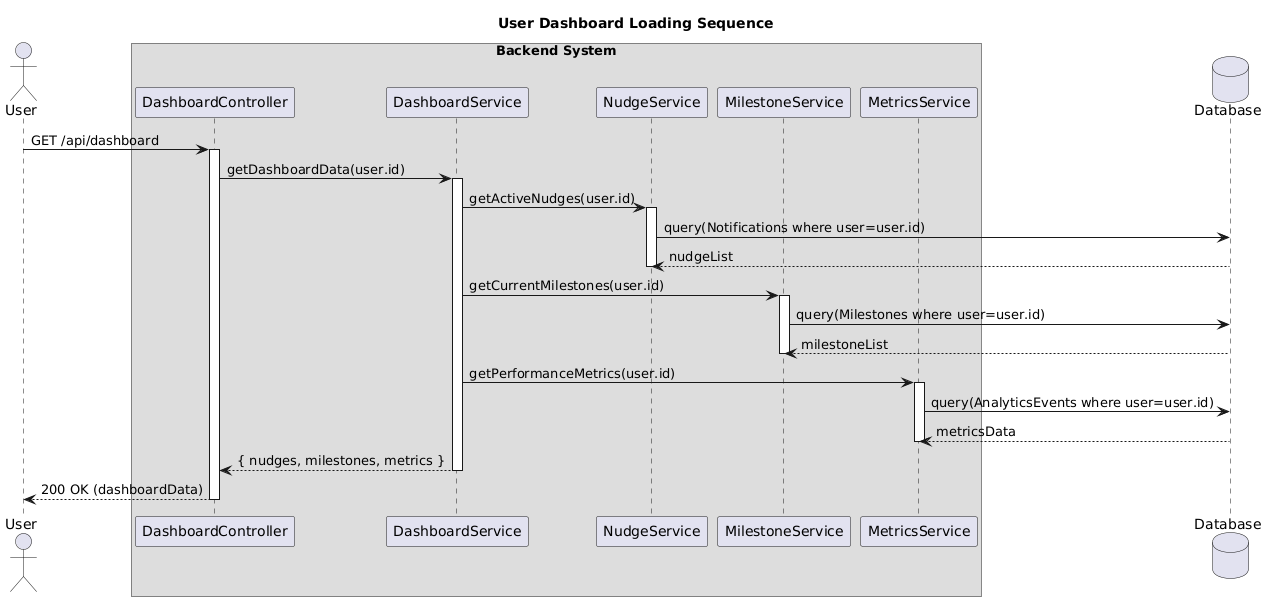 User Dashboard Loading Sequence
Backend System
User
DashboardController
DashboardService
NudgeService
MilestoneService
MetricsService
Database
GET /api/dashboard
getDashboardData(user.id)
getActiveNudges(user.id)
query(Notifications where user=user.id)
nudgeList
getCurrentMilestones(user.id)
query(Milestones where user=user.id)
milestoneList
getPerformanceMetrics(user.id)
query(AnalyticsEvents where user=user.id)
metricsData
{ nudges, milestones, metrics }
200 OK (dashboardData)
User
DashboardController
DashboardService
NudgeService
MilestoneService
MetricsService
Database